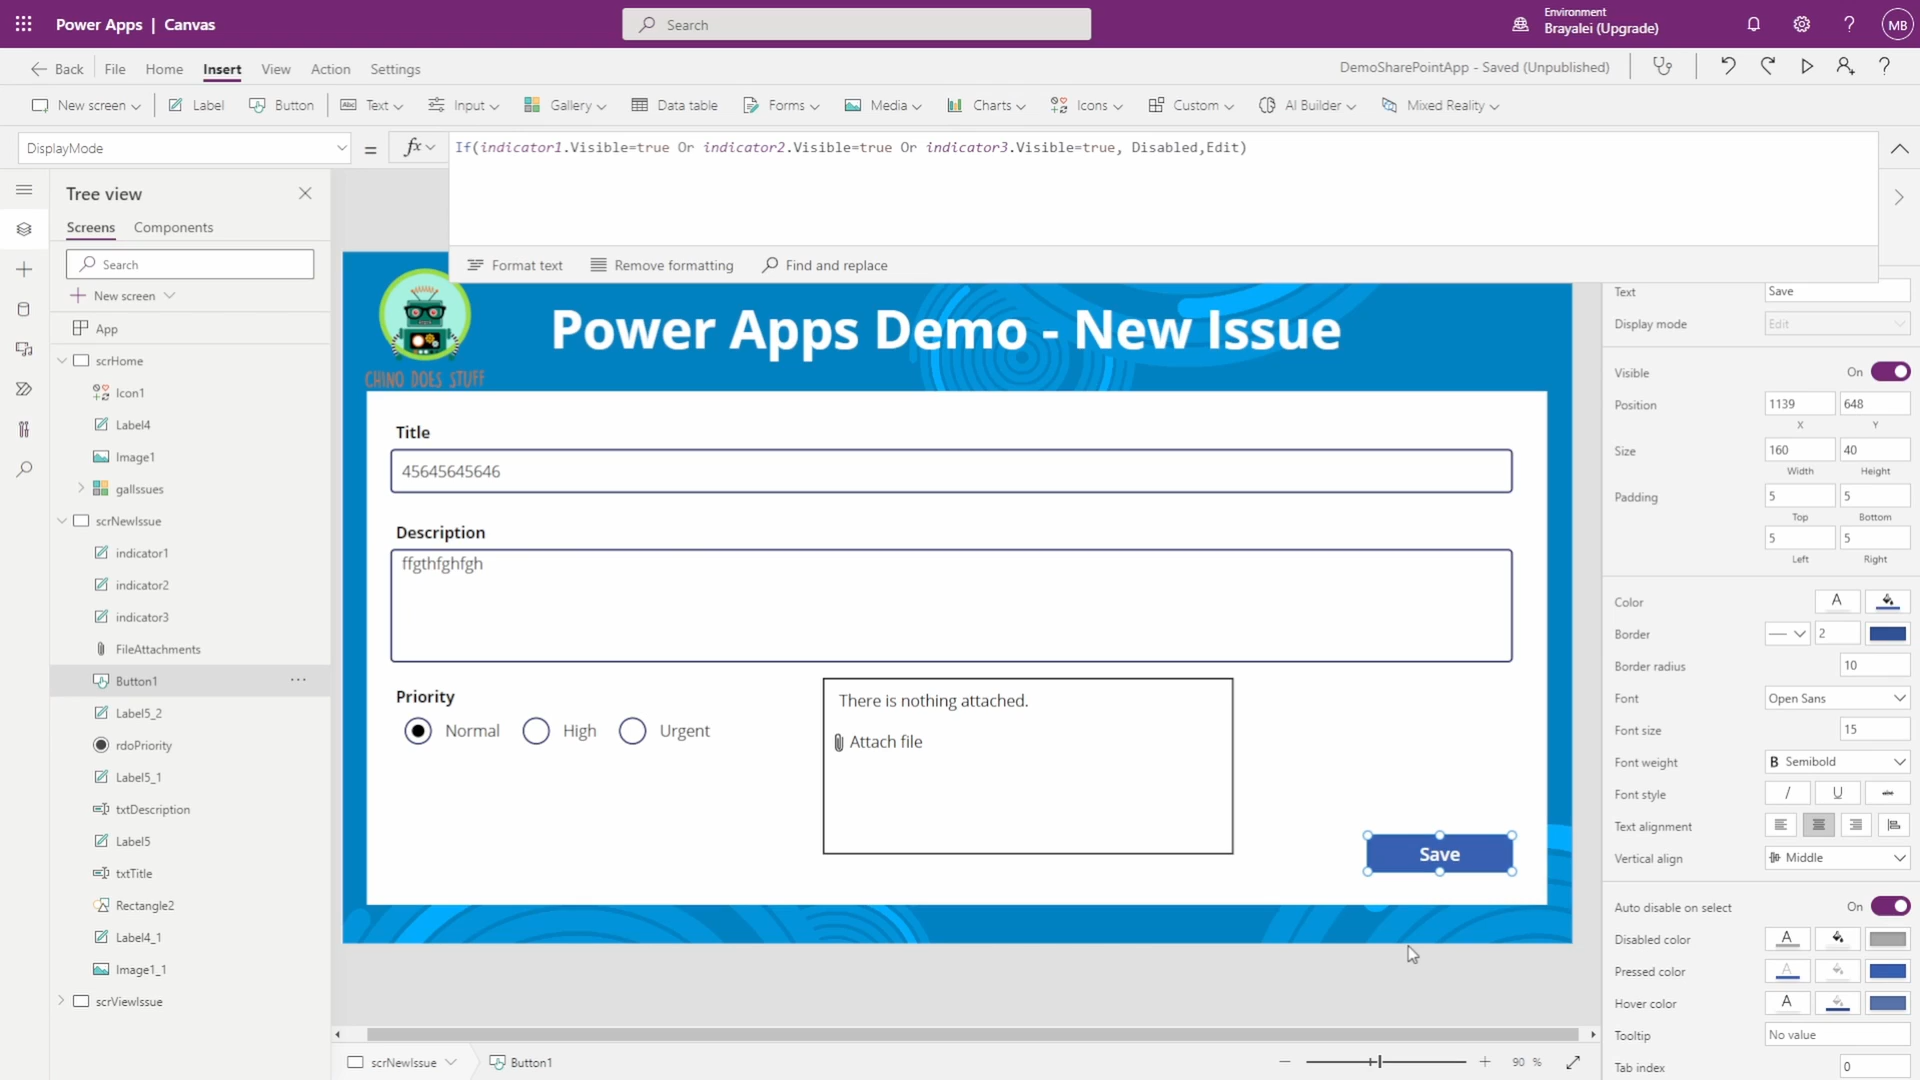 Power Apps | Canvas
Search
Environment
Brayalei (Upgrade)
MB
Back
File
Home
Insert
View
Action
Settings
DemoSharePointApp - Saved (Unpublished)
New screen
Label
Button
Text
Input
Gallery
Data table
Forms
Media
Charts
Icons
Custom
AI Builder
Mixed Reality
DisplayMode
=
fx
If(indicator1.Visible=true Or indicator2.Visible=true Or indicator3.Visible=true, Disabled,Edit)
Format text
Remove formatting
Find and replace
Tree view
Screens
Components
Search
New screen
App
scrHome
Icon1
Label4
Image1
galIssues
scrNewIssue
indicator1
indicator2
indicator3
FileAttachments
Button1
Label5_2
rdoPriority
Label5_1
txtDescription
Label5
txtTitle
Rectangle2
Label4_1
Image1_1
scrViewIssue
CHINO DOES STUFF
Power Apps Demo - New Issue
Title
45645645646
Description
ffgthfghfgh
Priority
Normal
High
Urgent
There is nothing attached.
Attach file
Save
Text
Save
Display mode
Edit
Visible
On
Position
1139
648
X
Y
Size
160
40
Width
Height
Padding
5
5
Top
Bottom
5
5
Left
Right
Color
A
Border
2
Border radius
10
Font
Open Sans
Font size
15
Font weight
B Semibold
Font style
/
U
abc
Text alignment
Vertical align
Middle
Auto disable on select
On
Disabled color
A
Pressed color
A
Hover color
A
Tooltip
No value
Tab index
0
scrNewIssue
Button1
90 %